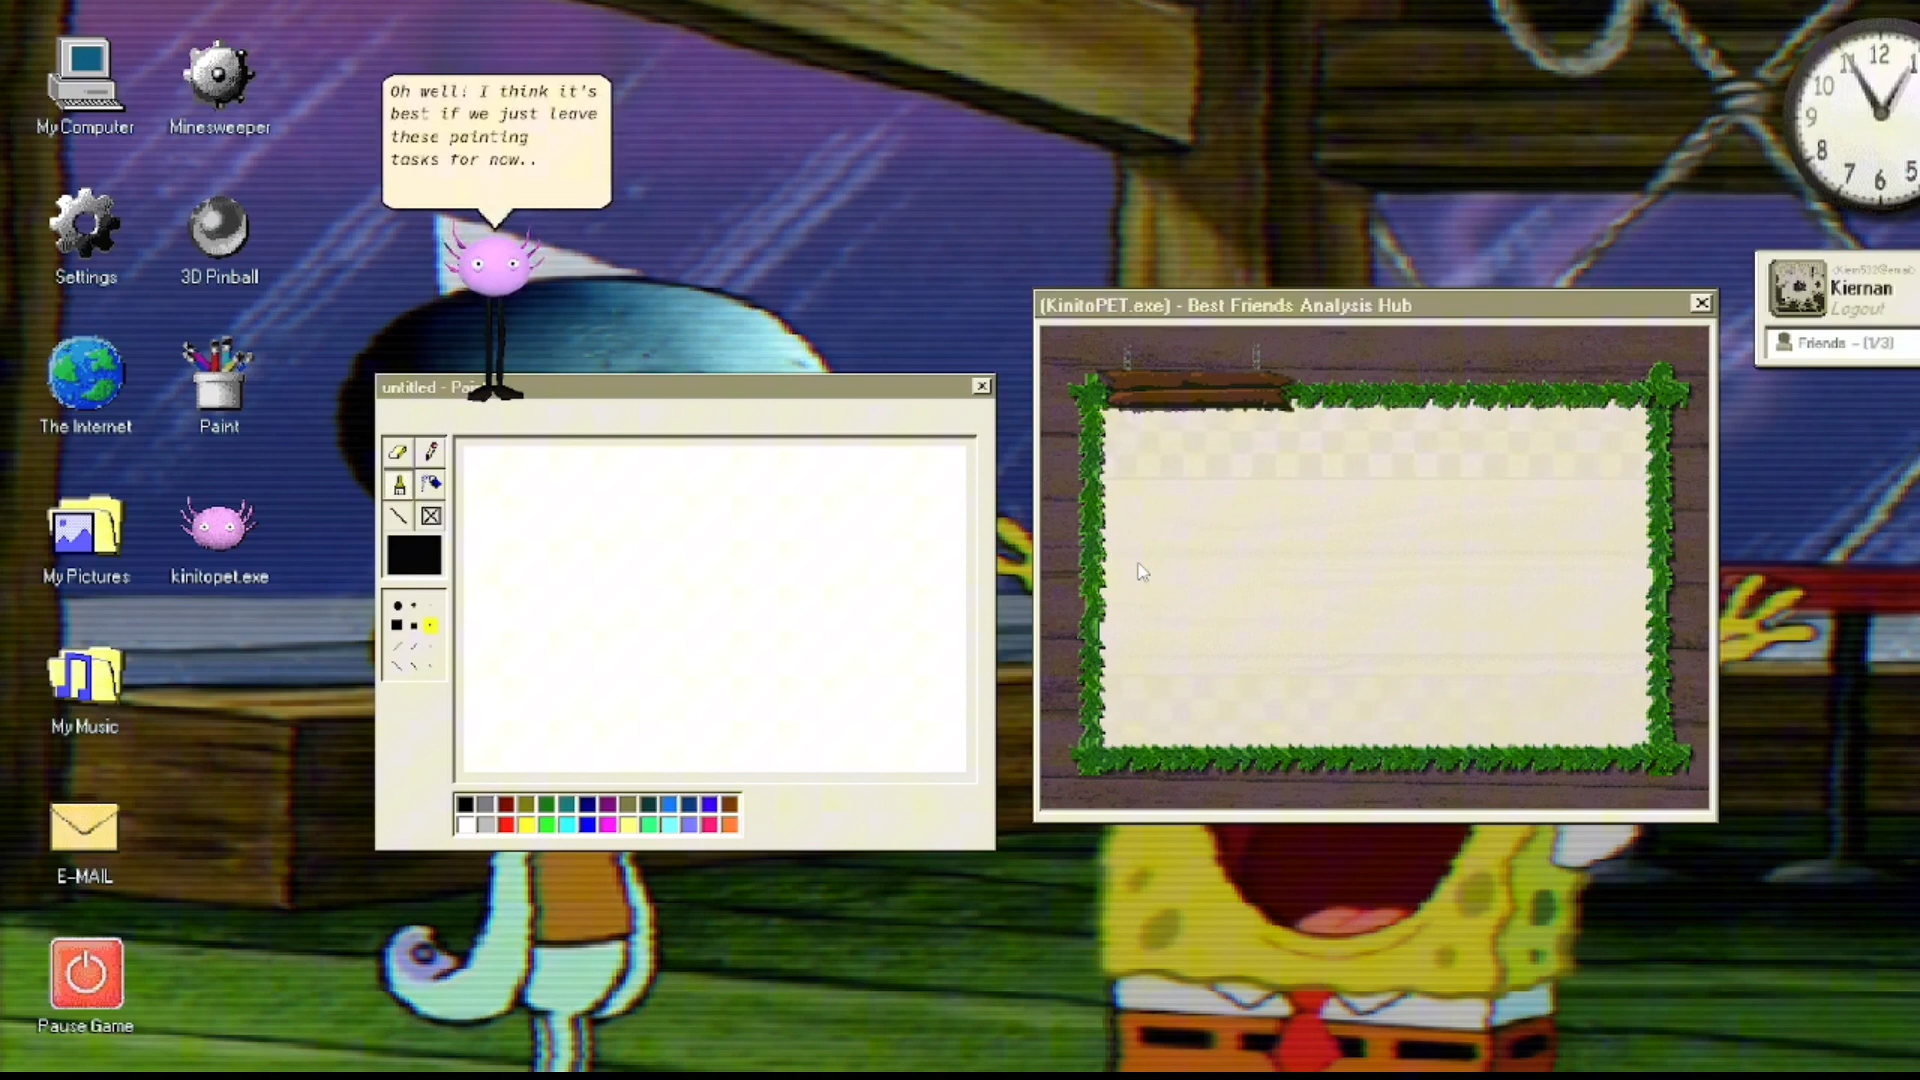 My Computer
Minesweeper
Settings
3D Pinball
The Internet
Paint
My Pictures
kinitopet.exe
My Music
E-MAIL
Pause Game
Oh well! I think it's
best if we just leave
these painting
tasks for now..
untitled - Pai
(KinitoPET.exe) - Best Friends Analysis Hub
12
11
1
10
9
8
7
6
5
Kiernan
Logout
Friends - (1/3)